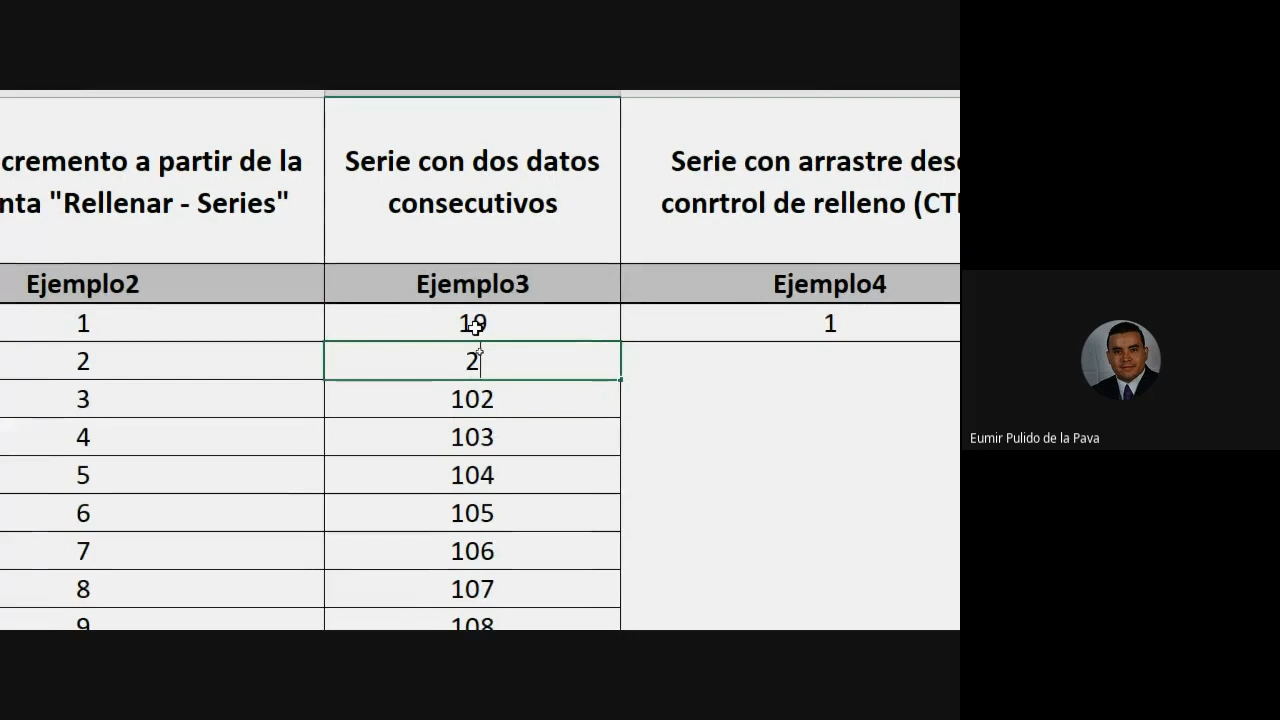 cremento a partir de la
nta "Rellenar - Series"
Serie con dos datos
consecutivos
Serie con arrastre des
conrtrol de relleno (CT
Ejemplo2
Ejemplo3
Ejemplo4
1
19
1
2
2
3
102
4
103
5
104
6
105
7
106
8
107
9
108
Eumir Pulido de la Pava